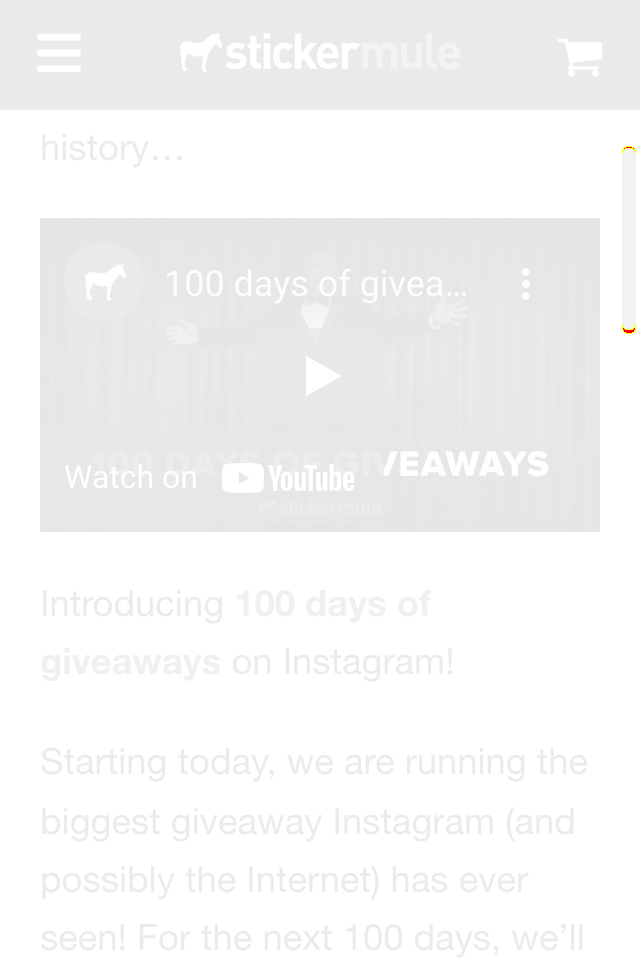 stickermule
history…
100 days of givea…
100 DAYS OF GIVEAWAYS
Watch on YouTube
stickermule
Introducing 100 days of
giveaways on Instagram!
Starting today, we are running the
biggest giveaway Instagram (and
possibly the Internet) has ever
seen! For the next 100 days, we’ll